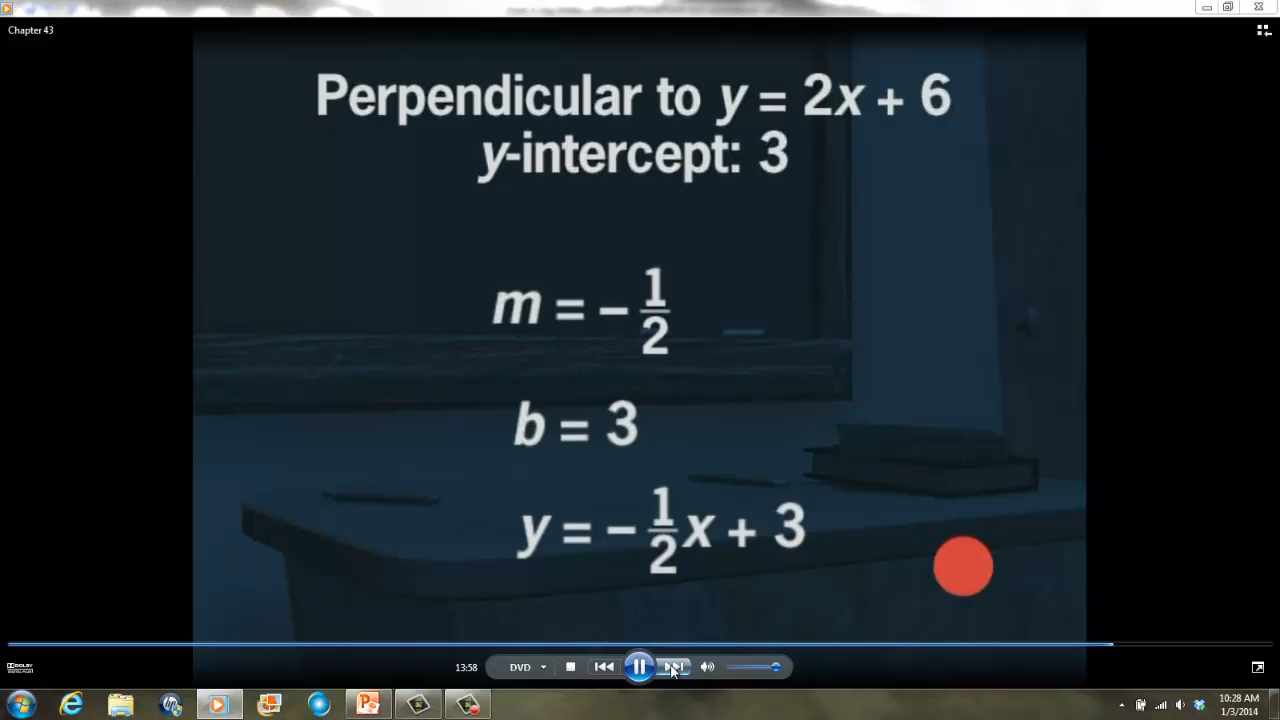 Chapter 43
Perpendicular to y = 2x + 6
y-intercept: 3
m = - 1/2
b = 3
y = - 1/2 x + 3
13:58
DVD
10:28 AM
1/3/2014